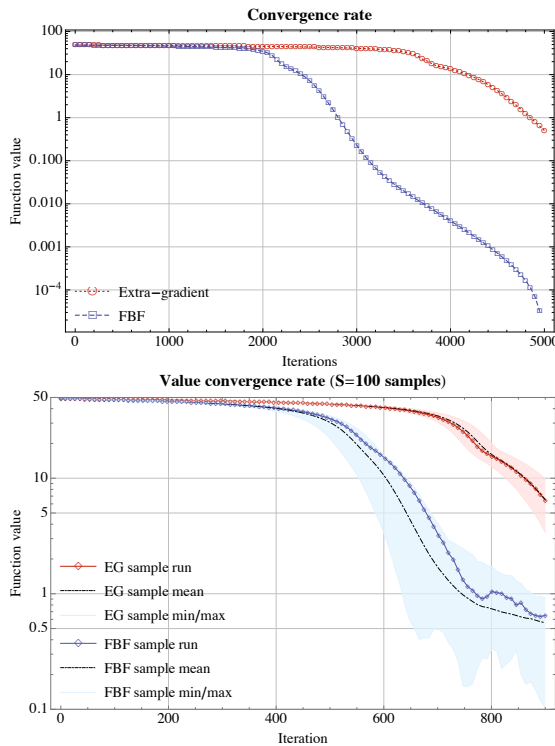 Convergence rate
Function value
100
10
1
0.100
0.010
0.001
10−4
Extra−gradient
FBF
0
1000
2000
3000
4000
5000
Iterations
Value convergence rate (S=100 samples)
Function value
50
10
5
1
0.5
0.1
EG sample run
EG sample mean
EG sample min/max
FBF sample run
FBF sample mean
FBF sample min/max
0
200
400
600
800
Iteration